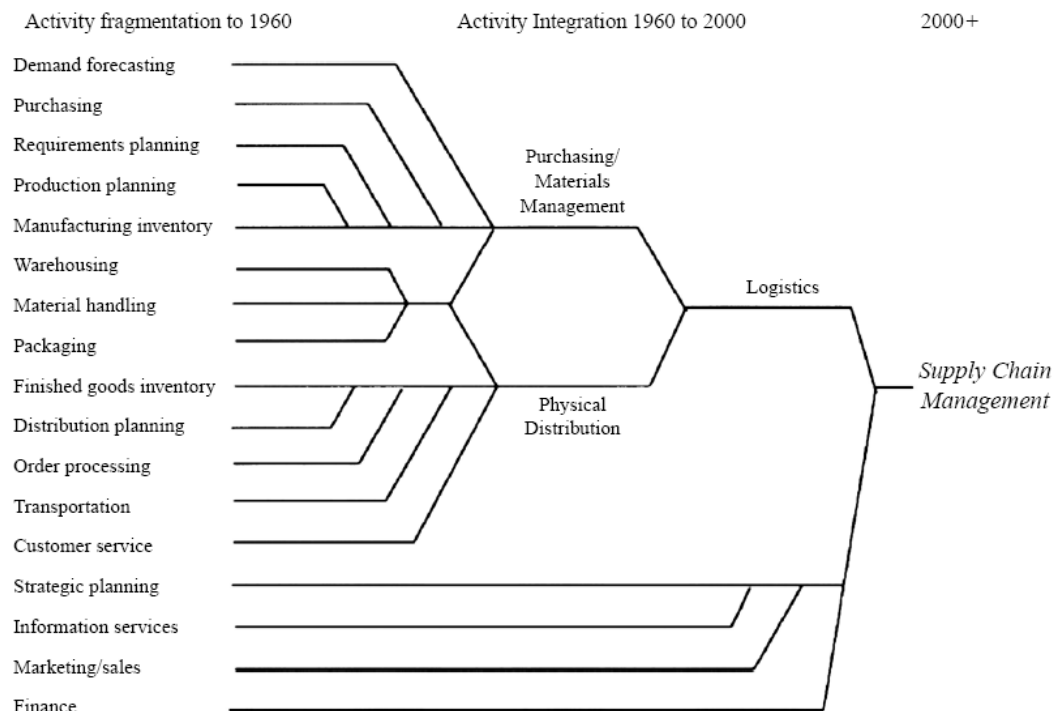 Activity fragmentation to 1960
Activity Integration 1960 to 2000
2000+
Demand forecasting
Purchasing
Requirements planning
Production planning
Manufacturing inventory
Warehousing
Material handling
Packaging
Finished goods inventory
Distribution planning
Order processing
Transportation
Customer service
Strategic planning
Information services
Marketing/sales
Finance
Purchasing/
Materials
Management
Physical
Distribution
Logistics
Supply Chain
Management